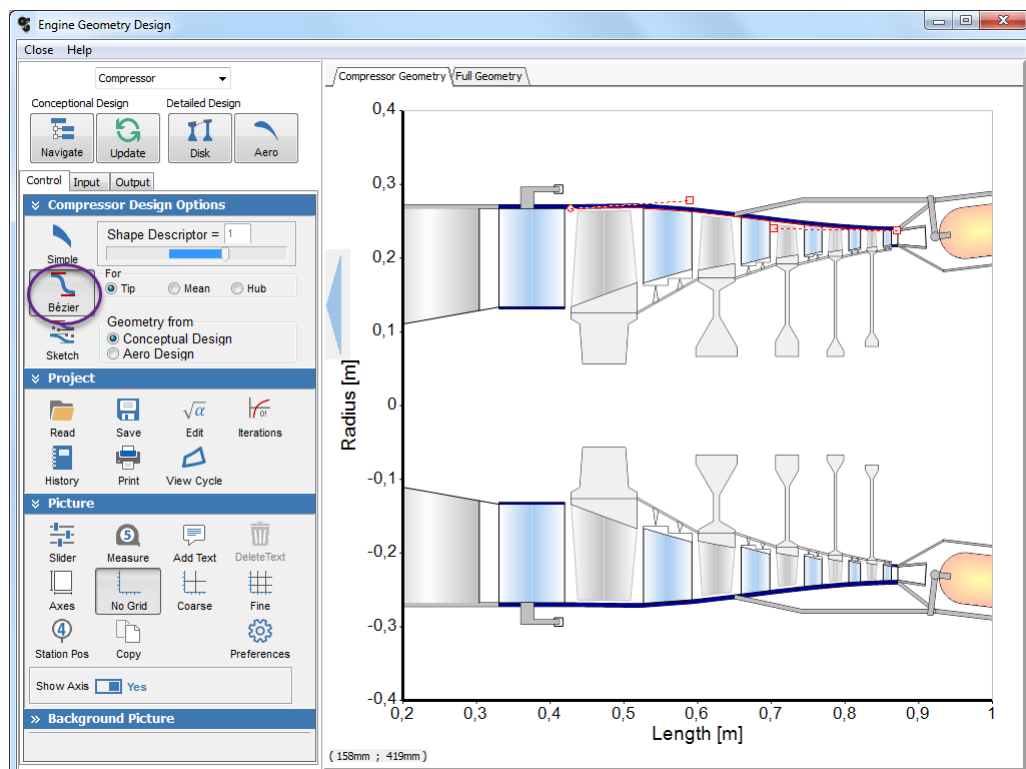 Engine Geometry Design
Close Help
Compressor
Conceptional Design Detailed Design
Navigate Update Disk Aero
Control Input Output
Compressor Design Options
Simple
Shape Descriptor = 1
Bézier
For
Tip Mean Hub
Sketch
Geometry from
Conceptual Design
Aero Design
Project
Read Save √α Edit Iterations
History Print View Cycle
Picture
Slider 5 Measure Add Text DeleteText
Axes No Grid Coarse Fine
4 Station Pos Copy Preferences
Show Axis Yes
Background Picture
Compressor Geometry Full Geometry
0,4
0,3
0,2
0,1
0
-0,1
-0,2
-0,3
-0,4
Radius [m]
0,2 0,3 0,4 0,5 0,6 0,7 0,8 0,9 1
Length [m]
( 158mm ; 419mm )